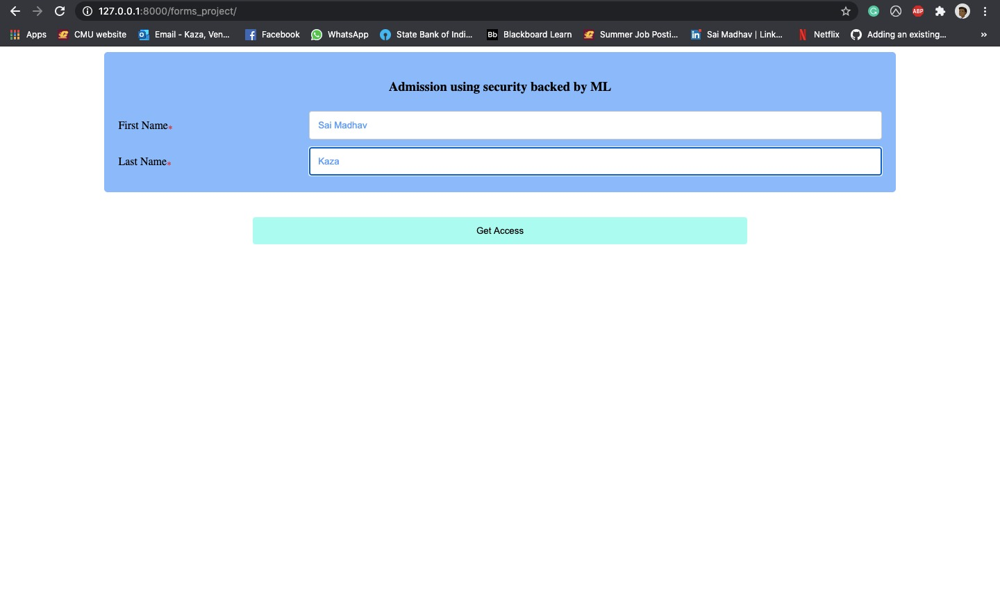 127.0.0.1:8000/forms_project/
Apps CMU website Email - Kaza, Ven... Facebook WhatsApp State Bank of Indi... Bb Blackboard Learn Summer Job Posti... in Sai Madhav | Link... Netflix Adding an existing... »
ABP
Admission using security backed by ML
First Name* Sai Madhav
Last Name* Kaza
Get Access